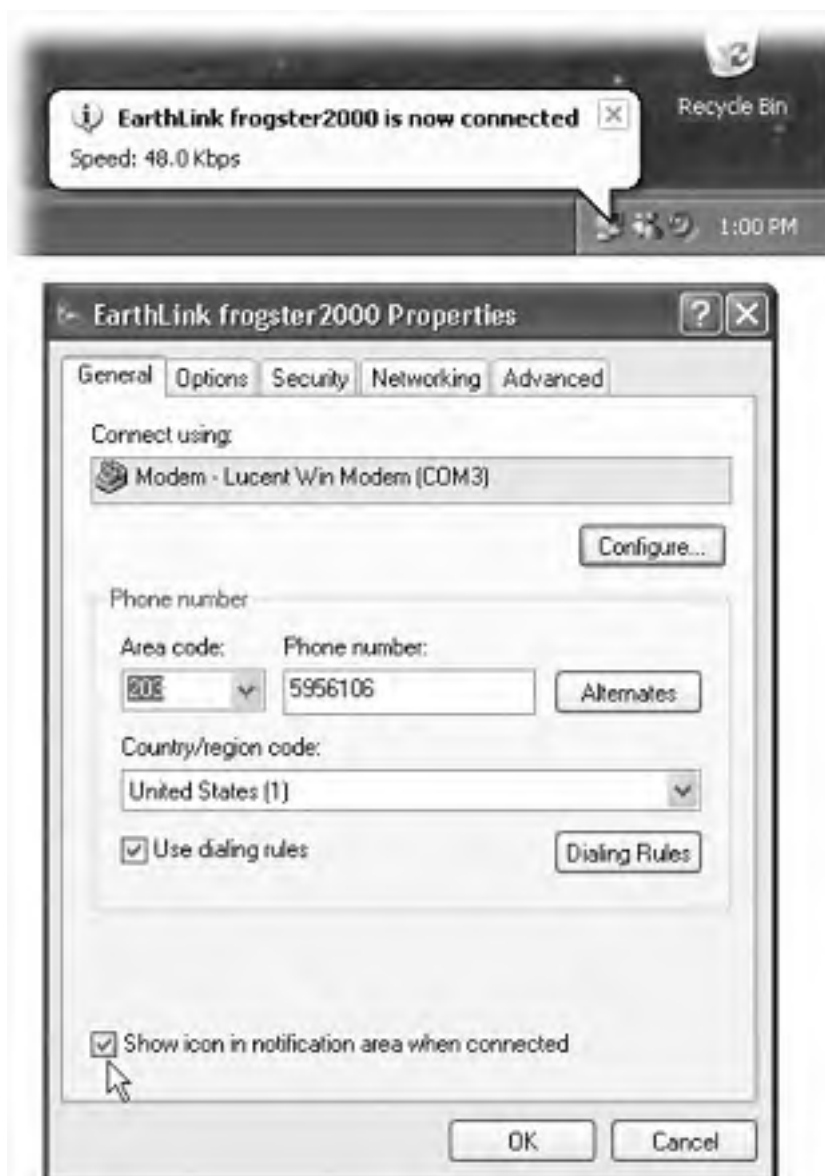 Recycle Bin
EarthLink frogster2000 is now connected
Speed: 48.0 Kbps
1:00 PM
EarthLink frogster2000 Properties
General Options Security Networking Advanced
Connect using:
Modem - Lucent Win Modem (COM3)
Configure...
Phone number
Area code: Phone number:
203 5956106 Alternates
Country/region code:
United States (1)
Use dialing rules Dialing Rules
Show icon in notification area when connected
OK Cancel